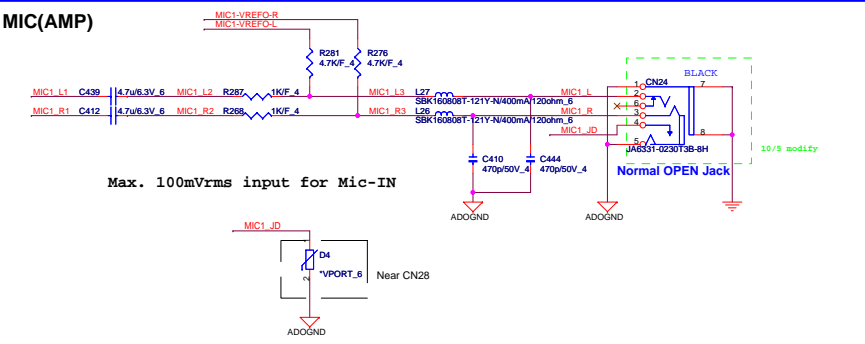 MIC(AMP)
MIC1-VREFO-R
MIC1-VREFO-L
R281
4.7K/F_4
R276
4.7K/F_4
MIC1_L1 C439 4.7u/6.3V_6 MIC1_L2 R287 1K/F_4 MIC1_L3 L27 MIC1_L
SBK160808T-121Y-N/400mA/120ohm_6
MIC1_R1 C412 4.7u/6.3V_6 MIC1_R2 R268 1K/F_4 MIC1_R3 L26 MIC1_R
SBK160808T-121Y-N/400mA/120ohm_6
MIC1_JD
1 CN24
BLACK
7
2
6
3
4
8
5
JA6331-0230T3B-8H
10/5 modify
Normal OPEN Jack
C410
470p/50V_4
C444
470p/50V_4
Max. 100mVrms input for Mic-IN
ADOGND
ADOGND
MIC1_JD
1
D4
*VPORT_6
2
Near CN28
ADOGND